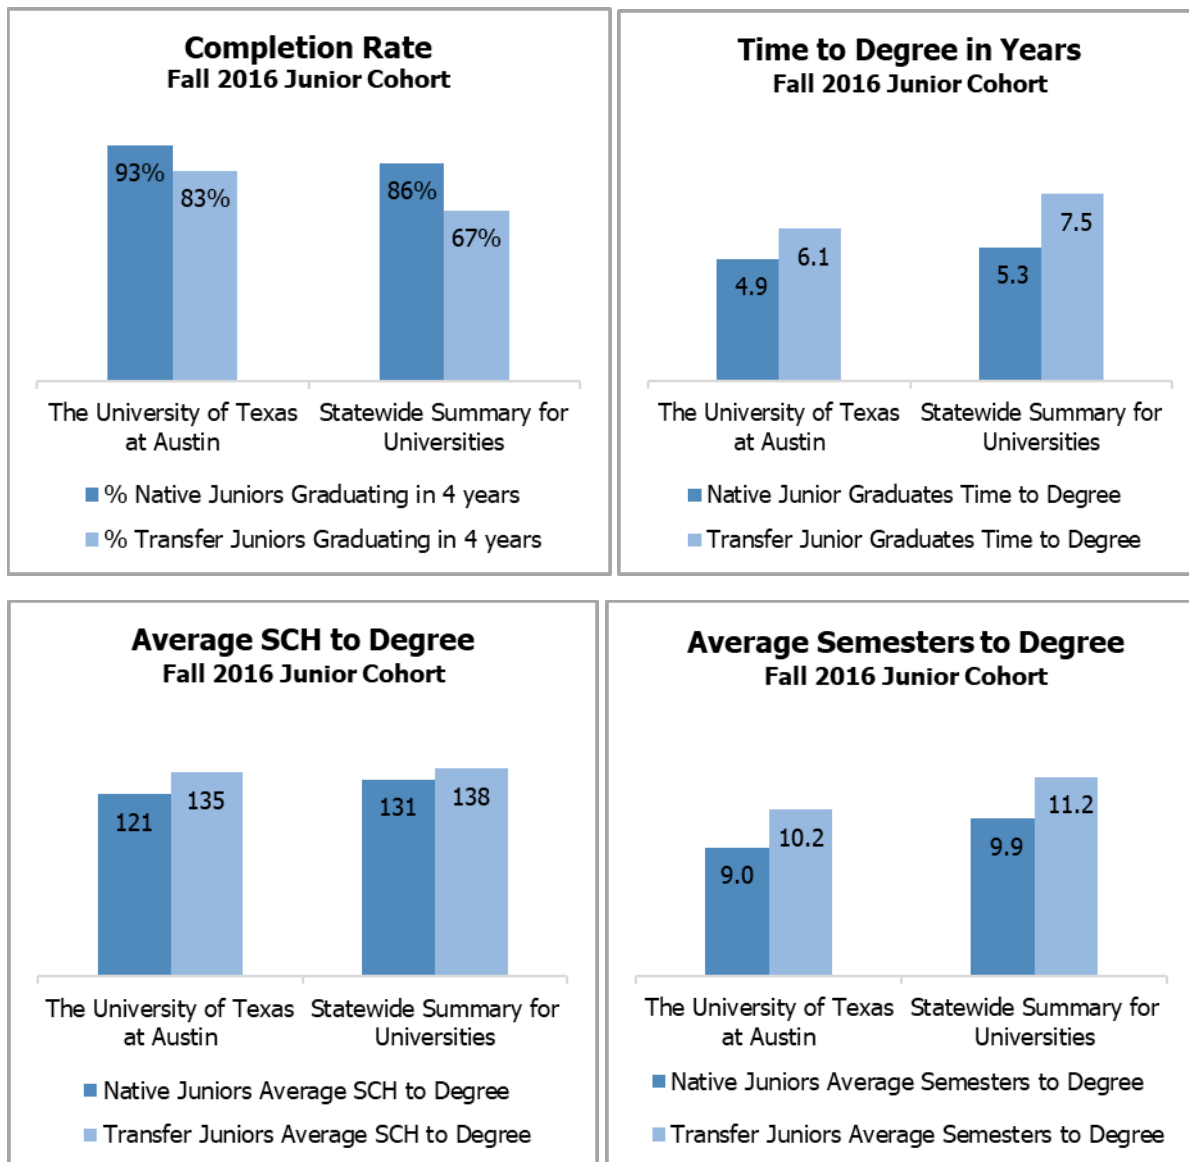 Completion Rate
Fall 2016 Junior Cohort
93%
83%
86%
67%
The University of Texas
at Austin
Statewide Summary for
Universities
% Native Juniors Graduating in 4 years
% Transfer Juniors Graduating in 4 years
Time to Degree in Years
Fall 2016 Junior Cohort
4.9
6.1
5.3
7.5
The University of Texas
at Austin
Statewide Summary for
Universities
Native Junior Graduates Time to Degree
Transfer Junior Graduates Time to Degree
Average SCH to Degree
Fall 2016 Junior Cohort
121
135
131
138
The University of Texas
at Austin
Statewide Summary for
Universities
Native Juniors Average SCH to Degree
Transfer Juniors Average SCH to Degree
Average Semesters to Degree
Fall 2016 Junior Cohort
9.0
10.2
9.9
11.2
The University of Texas
at Austin
Statewide Summary for
Universities
Native Juniors Average Semesters to Degree
Transfer Juniors Average Semesters to Degree